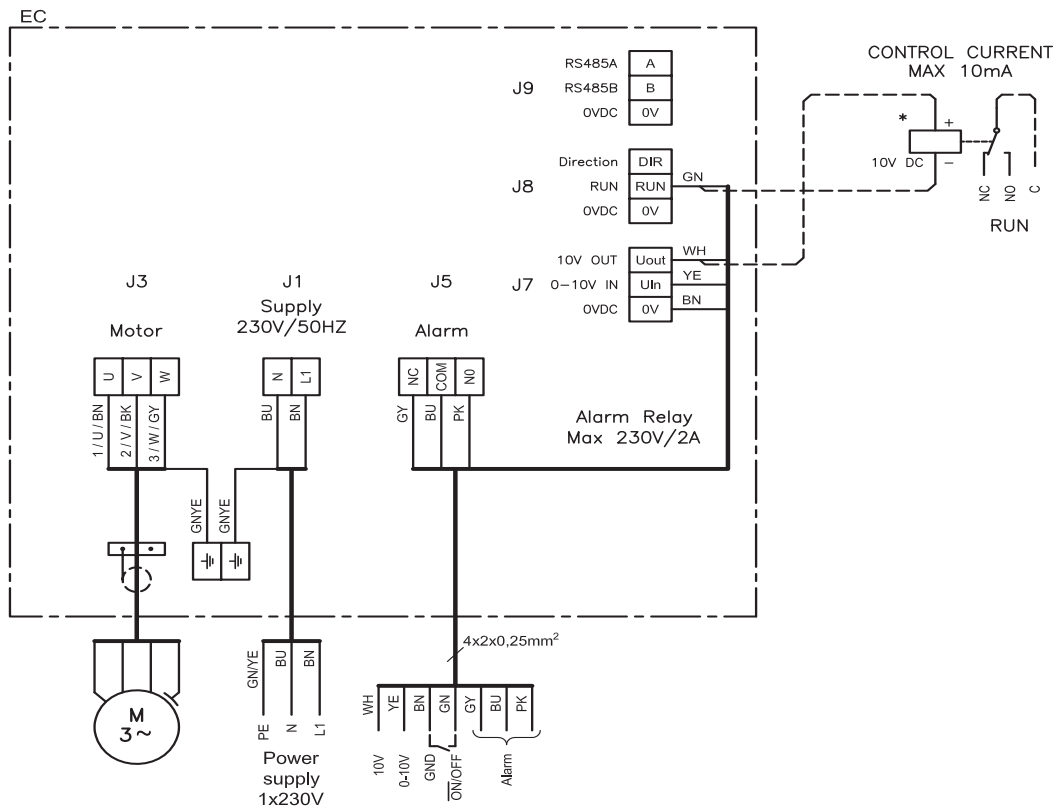 EC
CONTROL CURRENT
MAX 10mA
J9
RS485A A
RS485B B
0VDC 0V
*
+
10V DC
−
NC
NO
C
RUN
J8
Direction DIR
RUN RUN GN
0VDC 0V
J7
10V OUT Uout WH
0-10V IN UIn YE
0VDC 0V BN
J3
Motor
U V W
1/U/BN
2/V/BK
3/W/GY
J1
Supply
230V/50HZ
N L1
BU BN
J5
Alarm
NC COM N0
GY BU PK
Alarm Relay
Max 230V/2A
GNYE GNYE
M
3~
GN/YE BU BN
PE N L1
Power
supply
1x230V
4x2x0,25mm²
WH YE BN GN GY BU PK
10V
0-10V
GND
ON/OFF
Alarm